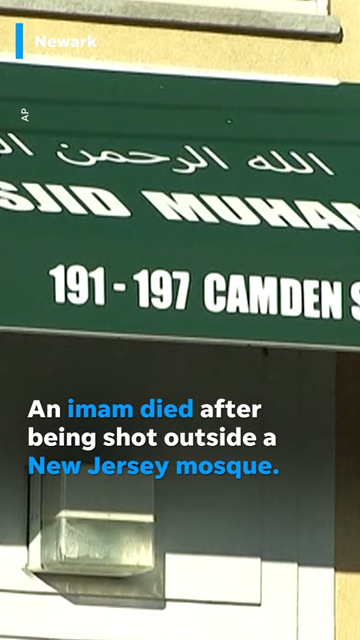 Newark
AP
الله الرحمن
SJID MUHA
191 - 197 CAMDEN S
An imam died after
being shot outside a
New Jersey mosque.